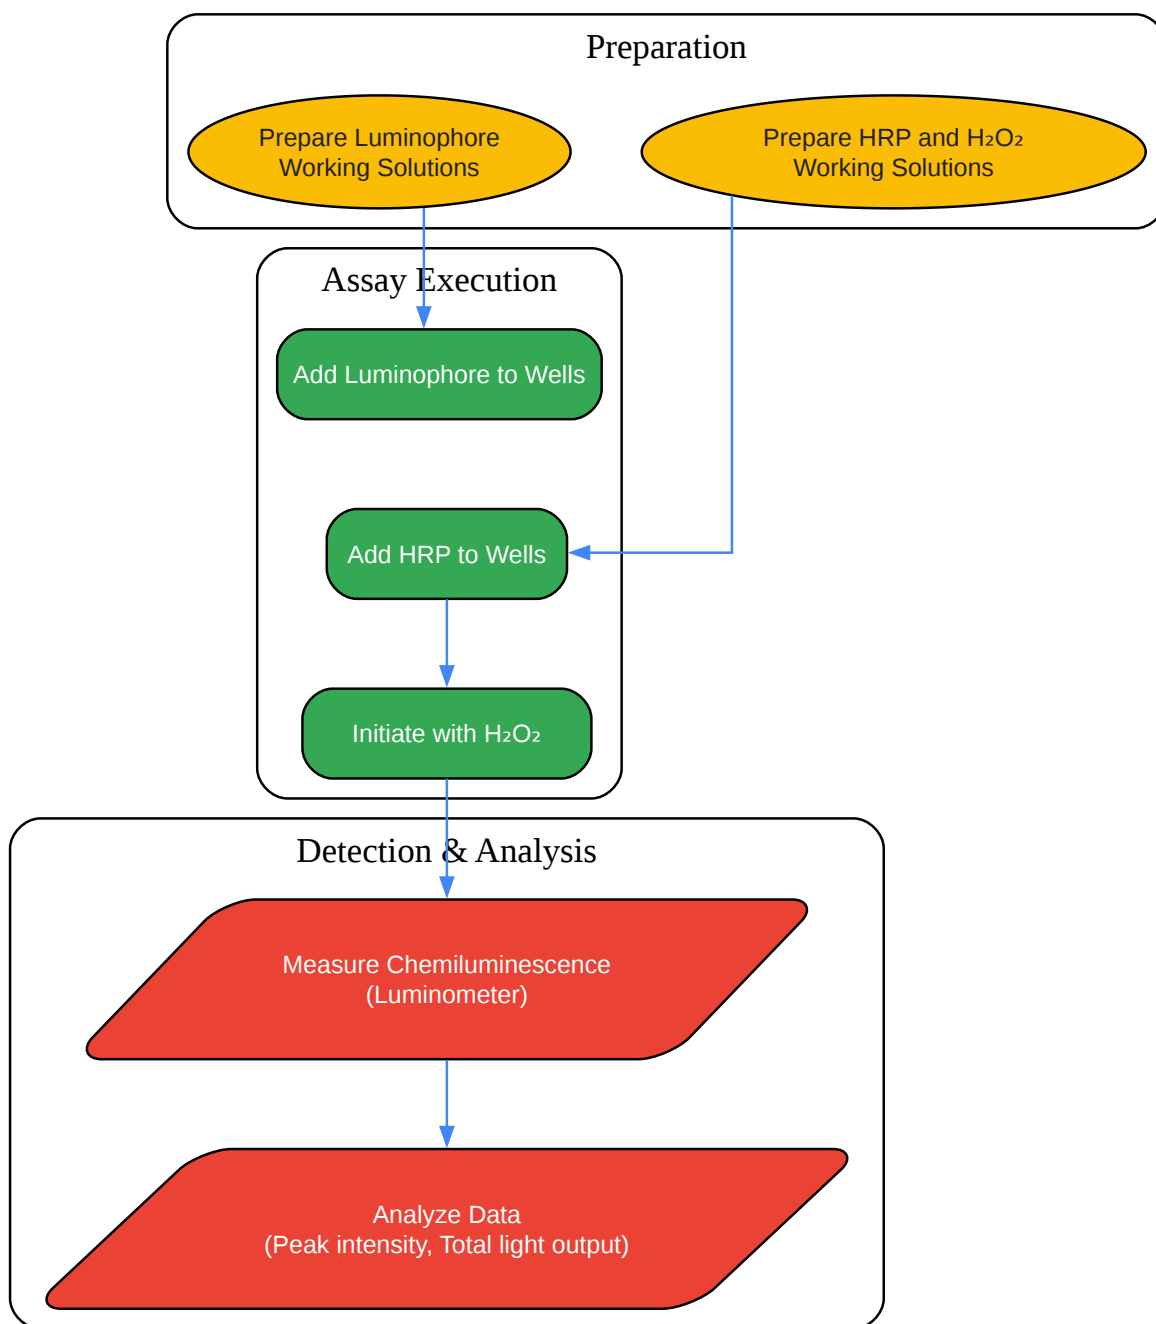 Preparation
Prepare Luminophore
Working Solutions
Prepare HRP and H₂O₂
Working Solutions
Assay Execution
Add Luminophore to Wells
Add HRP to Wells
Initiate with H₂O₂
Detection & Analysis
Measure Chemiluminescence
(Luminometer)
Analyze Data
(Peak intensity, Total light output)